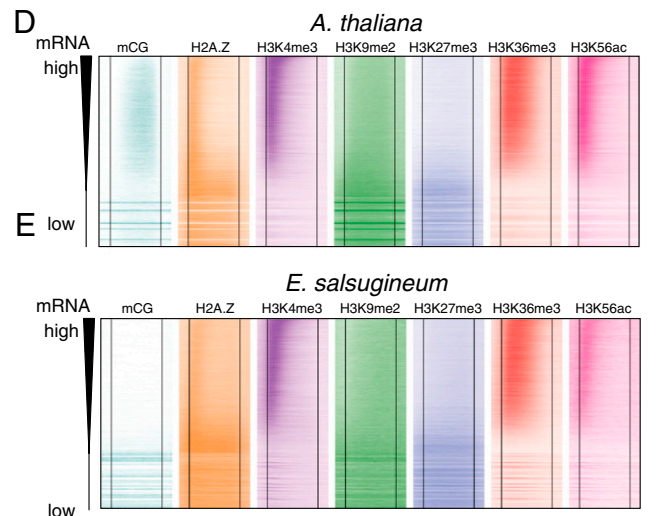 D
A. thaliana
mRNA mCG H2A.Z H3K4me3 H3K9me2 H3K27me3 H3K36me3 H3K56ac
high
low
E
E. salsugineum
mRNA mCG H2A.Z H3K4me3 H3K9me2 H3K27me3 H3K36me3 H3K56ac
high
low